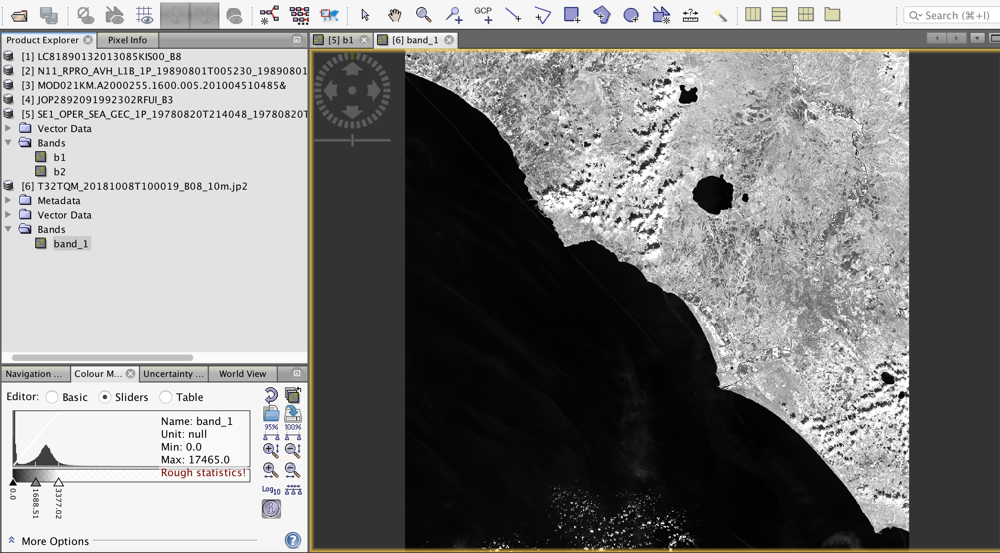 GCP
GCP
Search (⌘+I)
Product Explorer
Pixel Info
[5] b1
[6] band_1
[1] LC81890132013085KIS00_B8
[2] N11_RPRO_AVH_L1B_1P_19890801T005230_19890801
[3] MOD021KM.A2000255.1600.005.201004510485&
[4] JOP2892091992302RFUI_B3
[5] SE1_OPER_SEA_GEC_1P_19780820T214048_19780820T
Vector Data
Bands
b1
b2
[6] T32TQM_20181008T100019_B08_10m.jp2
Metadata
Vector Data
Bands
band_1
Navigation ...
Colour M...
Uncertainty ...
World View
Editor:
Basic
Sliders
Table
Name: band_1
Unit: null
Min: 0.0
Max: 17465.0
Rough statistics!
95%
100%
Log10
0.0
1688.51
3377.02
More Options